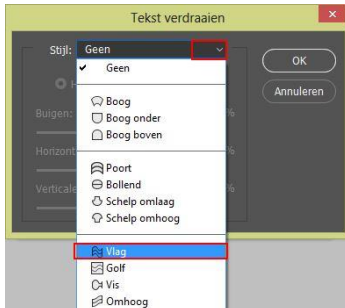 Tekst verdraaien
Stijl: Geen
OK
Annuleren
Geen
Boog
Boog onder
Boog boven
Poort
Bollend
Schelp omlaag
Schelp omhoog
Vlag
Golf
Vis
Omhoog
H
Buigen:
%
Horizont
%
Verticale
%